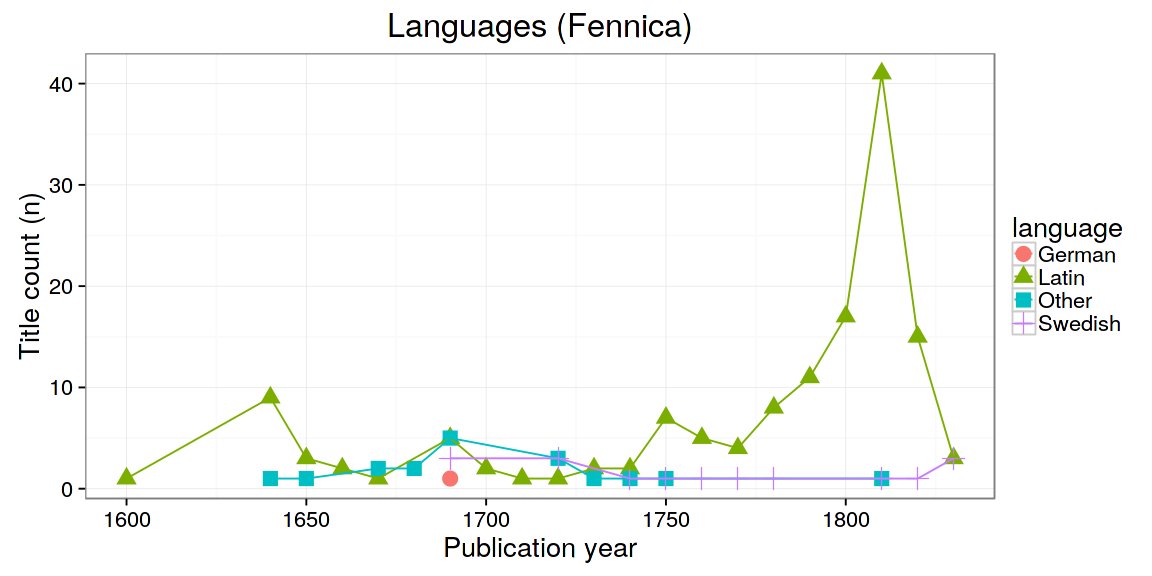 Languages (Fennica)
Title count (n)
40
30
20
10
0
1600 1650 1700 1750 1800
Publication year
language
German
Latin
Other
Swedish